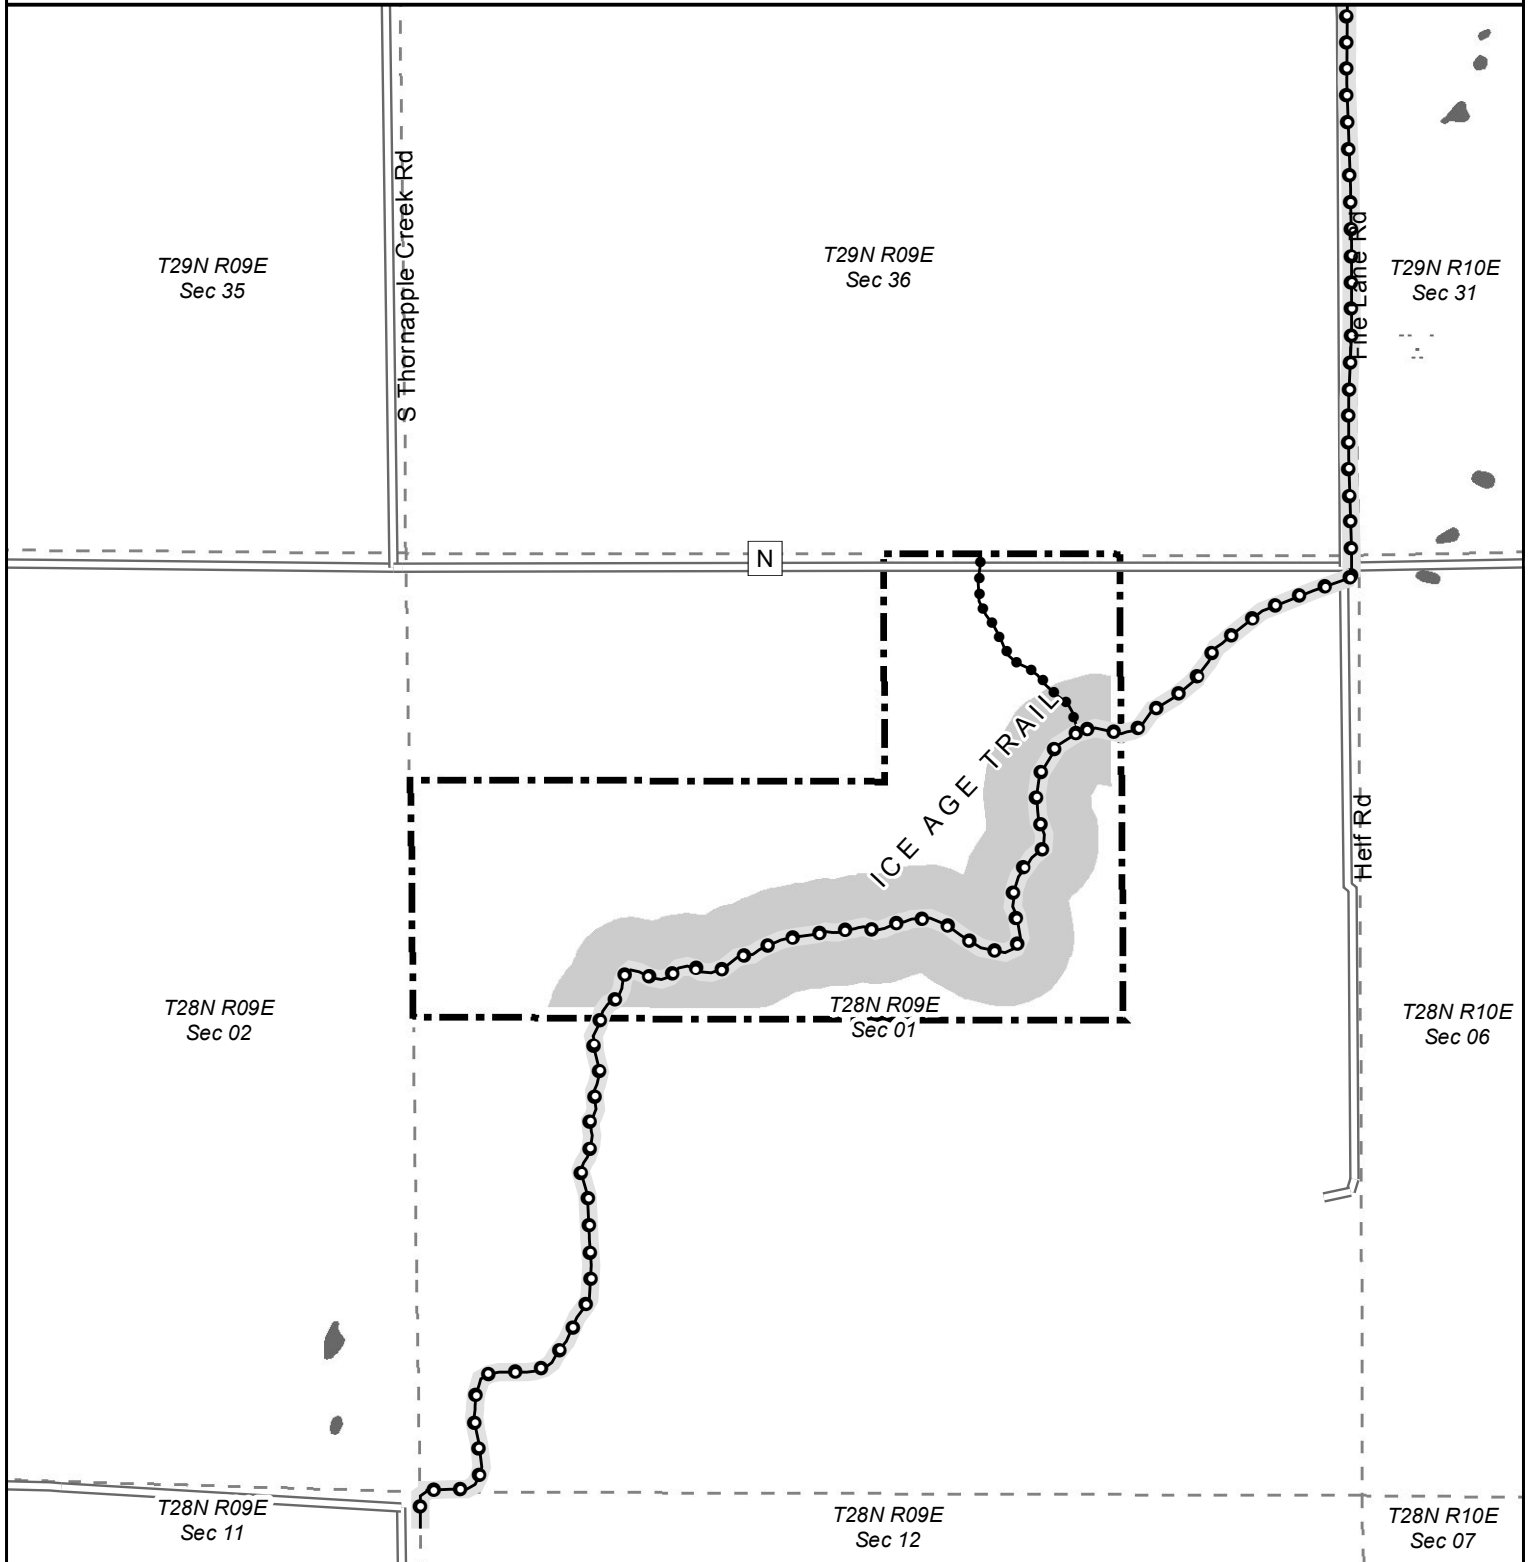 S Thornapple Creek Rd
T29N R09E
Sec 35
T29N R09E
Sec 36
Fire Lane Rd
T29N R10E
Sec 31
N
ICE AGE TRAIL
Helf Rd
T28N R09E
Sec 02
T28N R09E
Sec 01
T28N R10E
Sec 06
T28N R09E
Sec 11
T28N R09E
Sec 12
T28N R10E
Sec 07